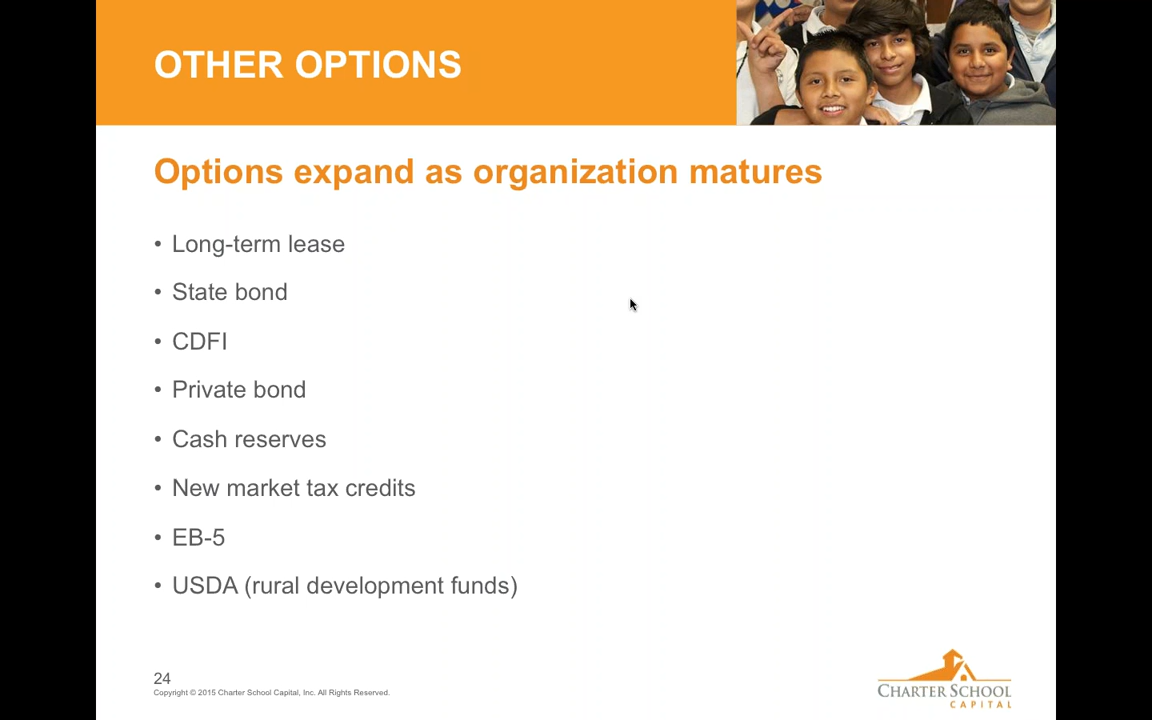 OTHER OPTIONS
Options expand as organization matures
• Long-term lease
• State bond
• CDFI
• Private bond
• Cash reserves
• New market tax credits
• EB-5
• USDA (rural development funds)
24
Copyright © 2015 Charter School Capital, Inc. All Rights Reserved.
CHARTER SCHOOL
CAPITAL